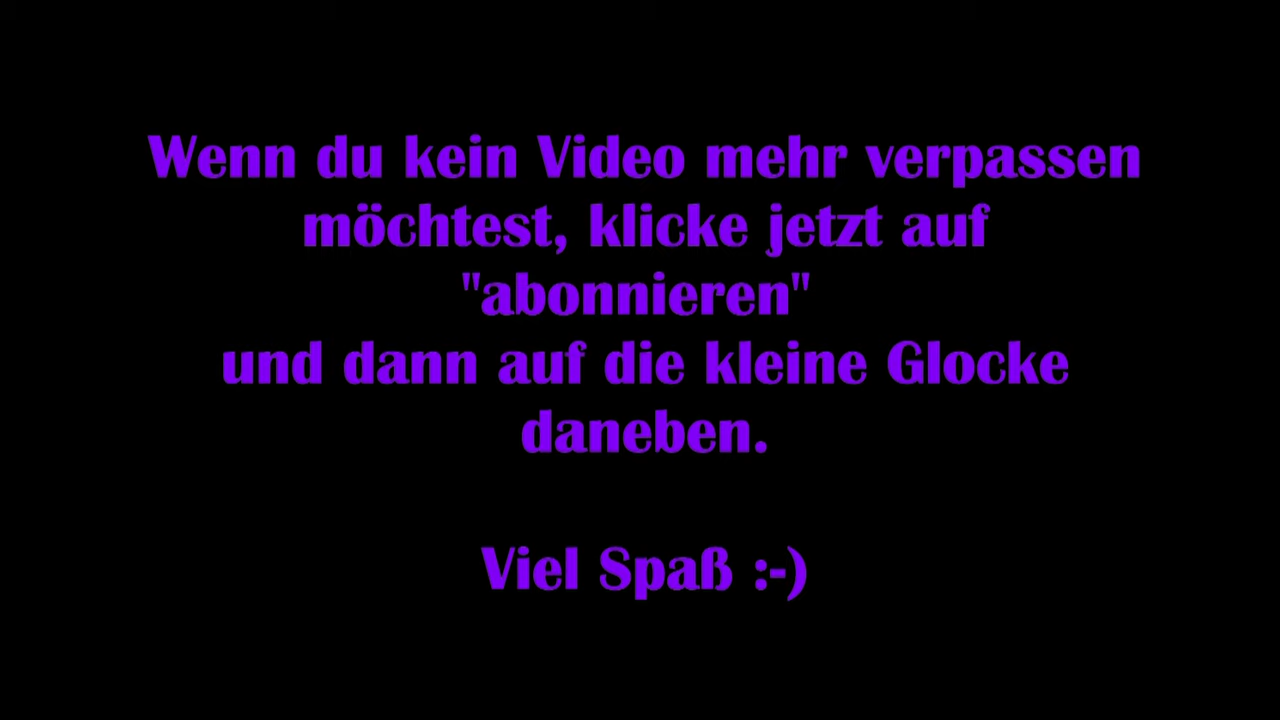 Wenn du kein Video mehr verpassen
möchtest, klicke jetzt auf
"abonnieren"
und dann auf die kleine Glocke
daneben.
Viel Spaß :-)